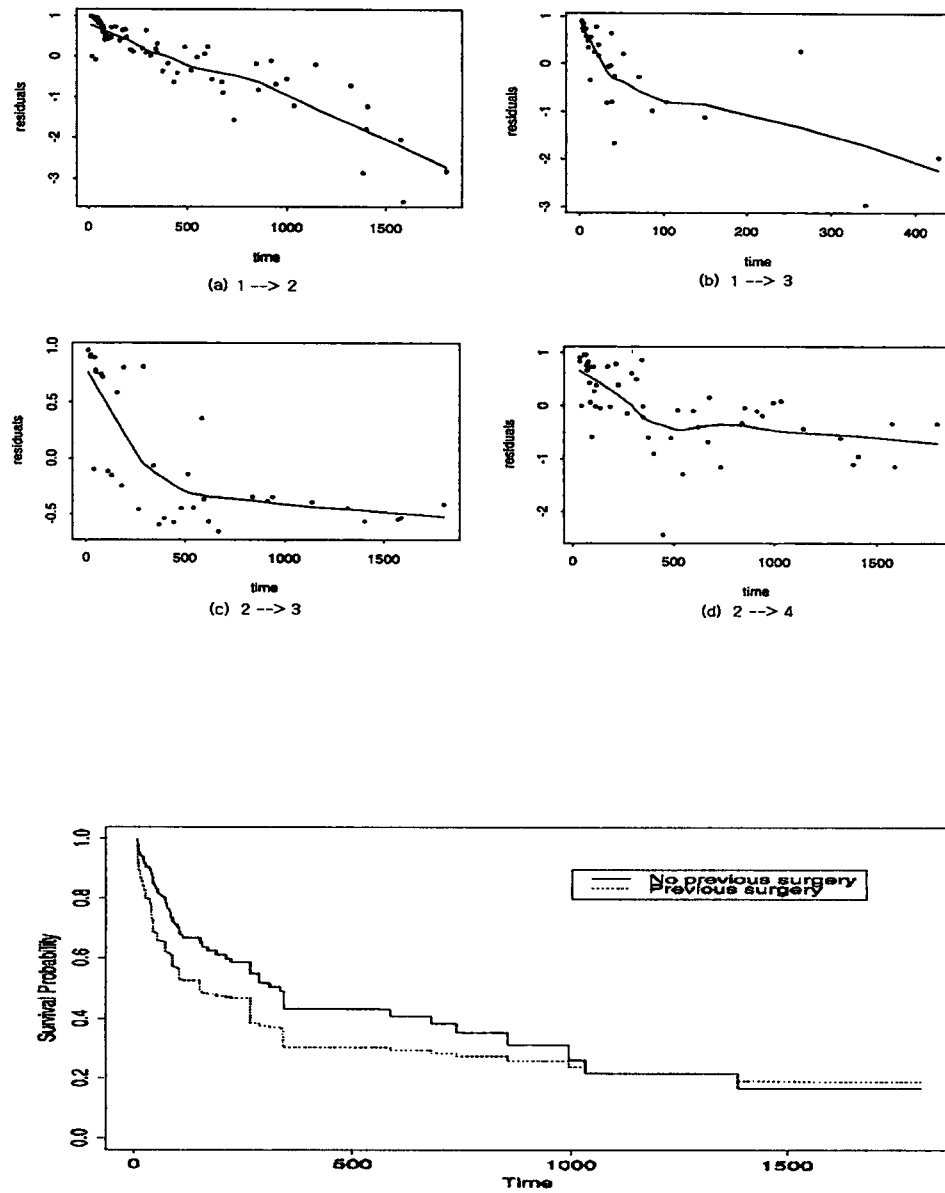 1
0
-1
-2
-3
residuals
0 500 1000 1500
time
(a) 1 --> 2
1
0
-1
-2
-3
residuals
0 100 200 300 400
time
(b) 1 --> 3
1.0
0.5
0.0
-0.5
residuals
0 500 1000 1500
time
(c) 2 --> 3
1
0
-1
-2
residuals
0 500 1000 1500
time
(d) 2 --> 4
1.0
0.8
0.6
0.4
0.2
0.0
Survival Probability
No previous surgery
Previous surgery
0 500 1000 1500
Time